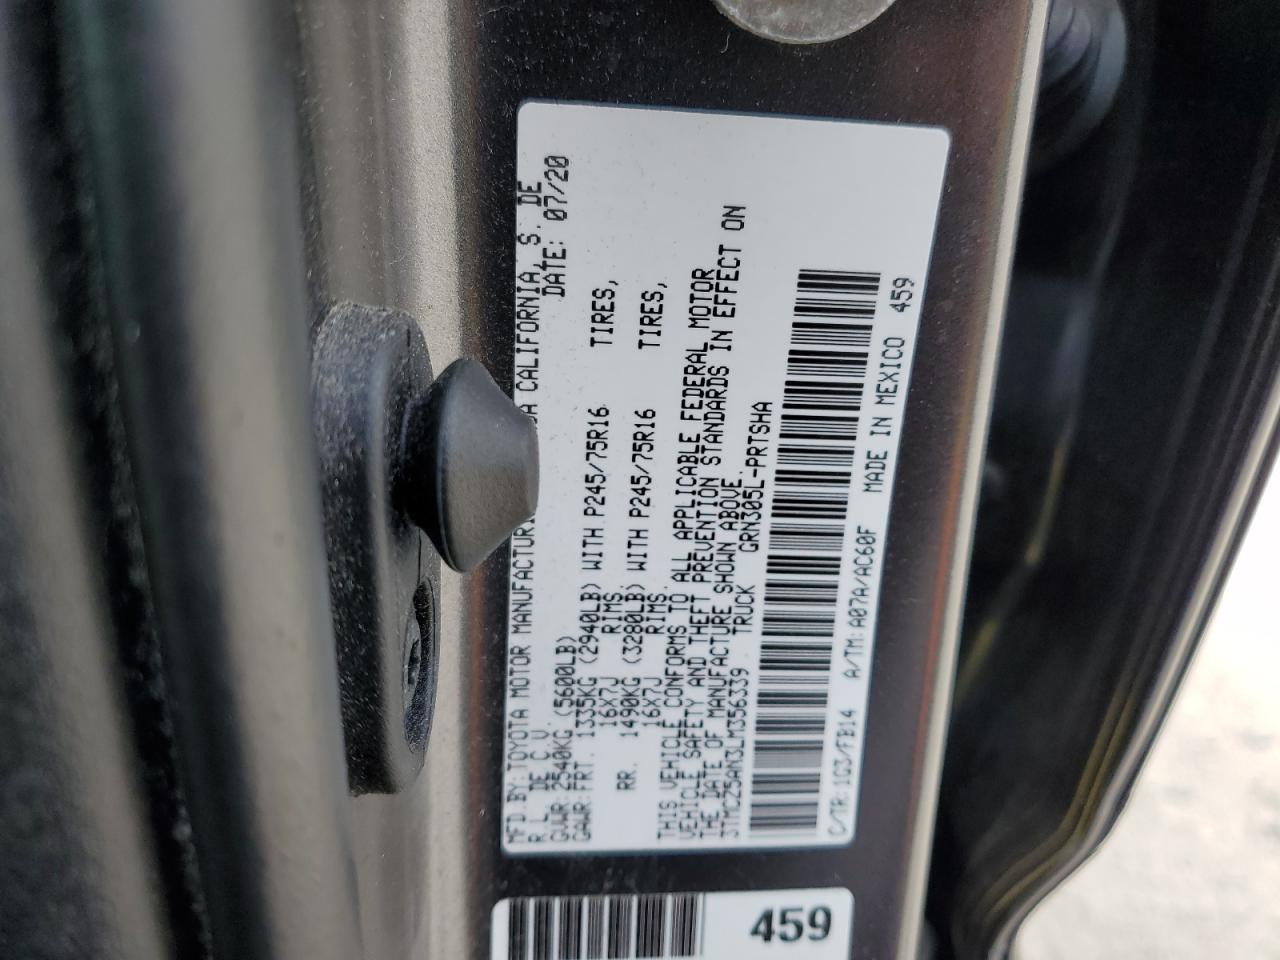 MFD. BY: TOYOTA MOTOR MANUFACTURI A CALIFORNIA, S. DE
R.L. DE C.V. DATE: 07/20
GVWR: 2540KG (5600LB)
GAWR: FRT. 1335KG (2940LB) WITH P245/75R16 TIRES,
16X7J RIMS,
RR. 1490KG (3280LB) WITH P245/75R16 TIRES,
16X7J RIMS.
THIS VEHICLE CONFORMS TO ALL APPLICABLE FEDERAL MOTOR
VEHICLE SAFETY AND THEFT PREVENTION STANDARDS IN EFFECT ON
THE DATE OF MANUFACTURE SHOWN ABOVE.
3TMCZ5AN3LM356339 TRUCK GRN305L-PRTSHA
C/TR: 1G3/FB14 A/TM: A07A/AC60F MADE IN MEXICO 459
459